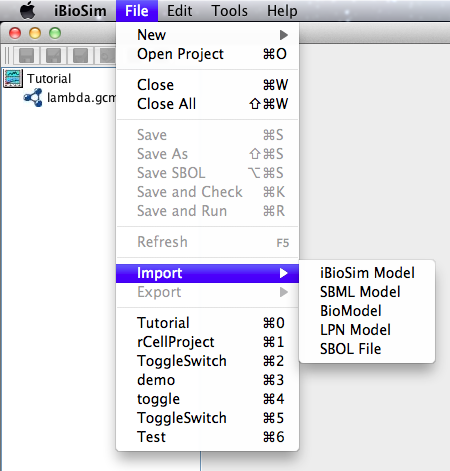 iBioSim File Edit Tools Help
New
Open Project ⌘O
Tutorial
lambda.gcm
Close ⌘W
Close All ⇧⌘W
Save ⌘S
Save As ⇧⌘S
Save SBOL ⌥⌘S
Save and Check ⌘K
Save and Run ⌘R
Refresh F5
Import
Export
iBioSim Model
SBML Model
BioModel
LPN Model
SBOL File
Tutorial ⌘0
rCellProject ⌘1
ToggleSwitch ⌘2
demo ⌘3
toggle ⌘4
ToggleSwitch ⌘5
Test ⌘6